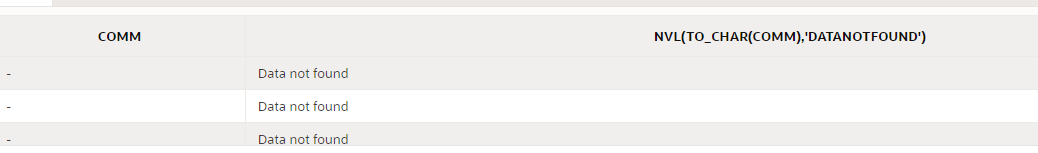 COMM NVL(TO_CHAR(COMM),'DATANOTFOUND')
- Data not found
- Data not found
- Data not found